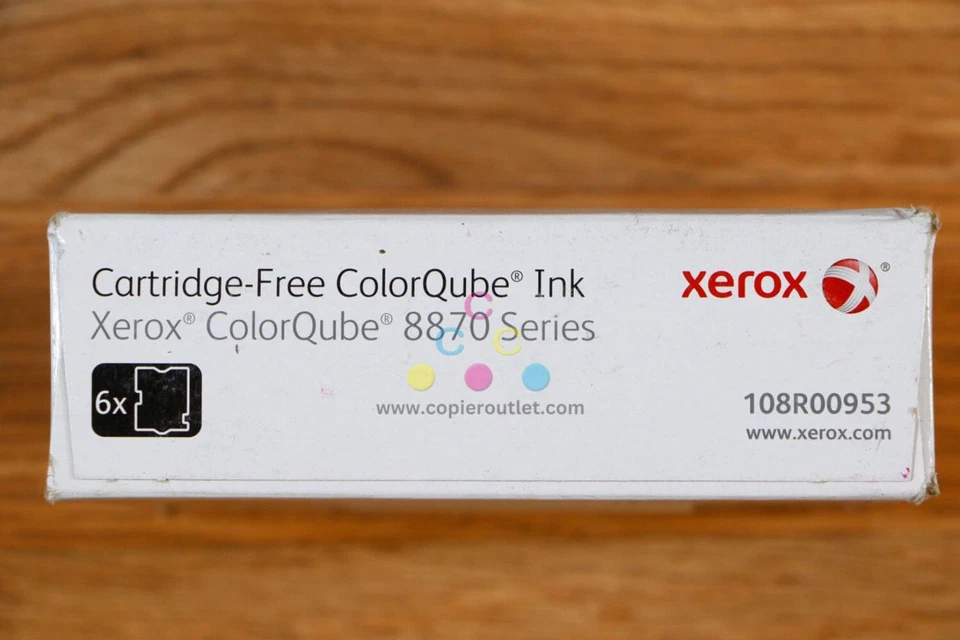 Cartridge-Free ColorQube® Ink
Xerox® ColorQube® 8870 Series
xerox®
6x
C
C C
www.copieroutlet.com
108R00953
www.xerox.com